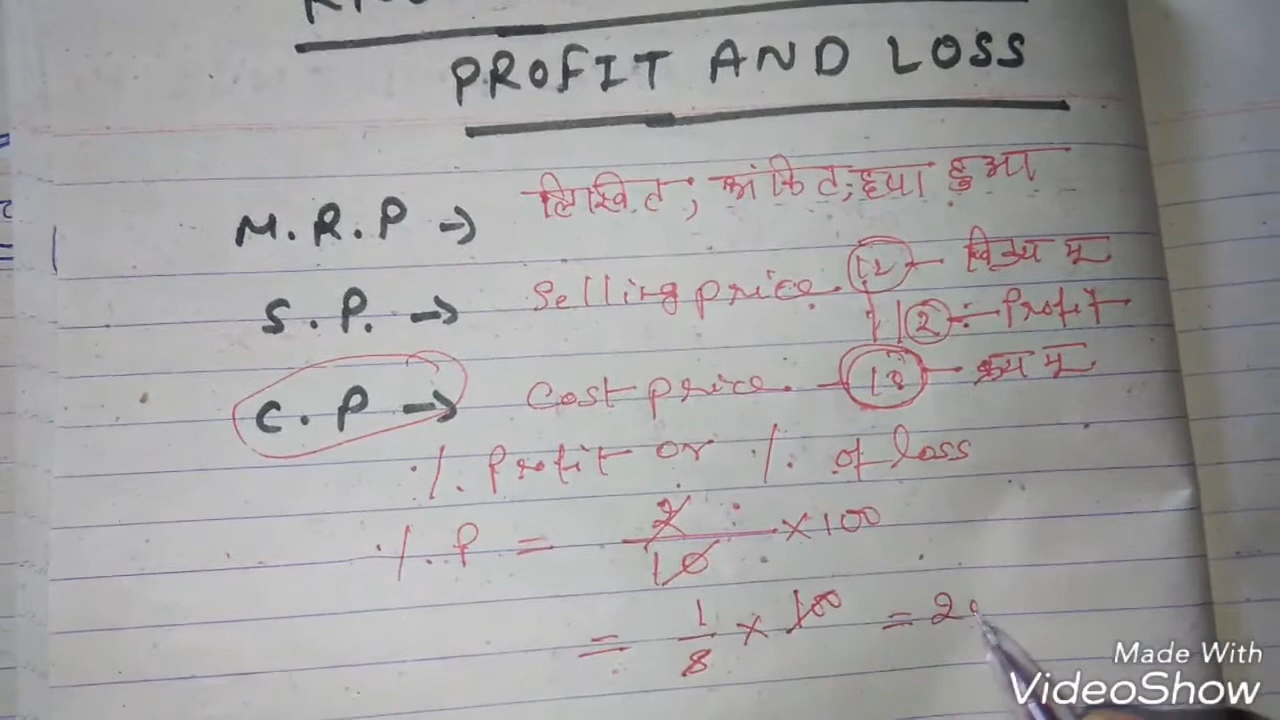 PROFIT AND LOSS
M.R.P → लिखित, अंकित, छपा हुआ
S.P. → Selling price. 12 — विक्रय मू
2 ÷ Profit
C.P → Cost price. — 10 — क्रय मू
% Profit or % of loss
% P = 2/10 × 100
= 1/8 × 100 = 20
Made With
VideoShow